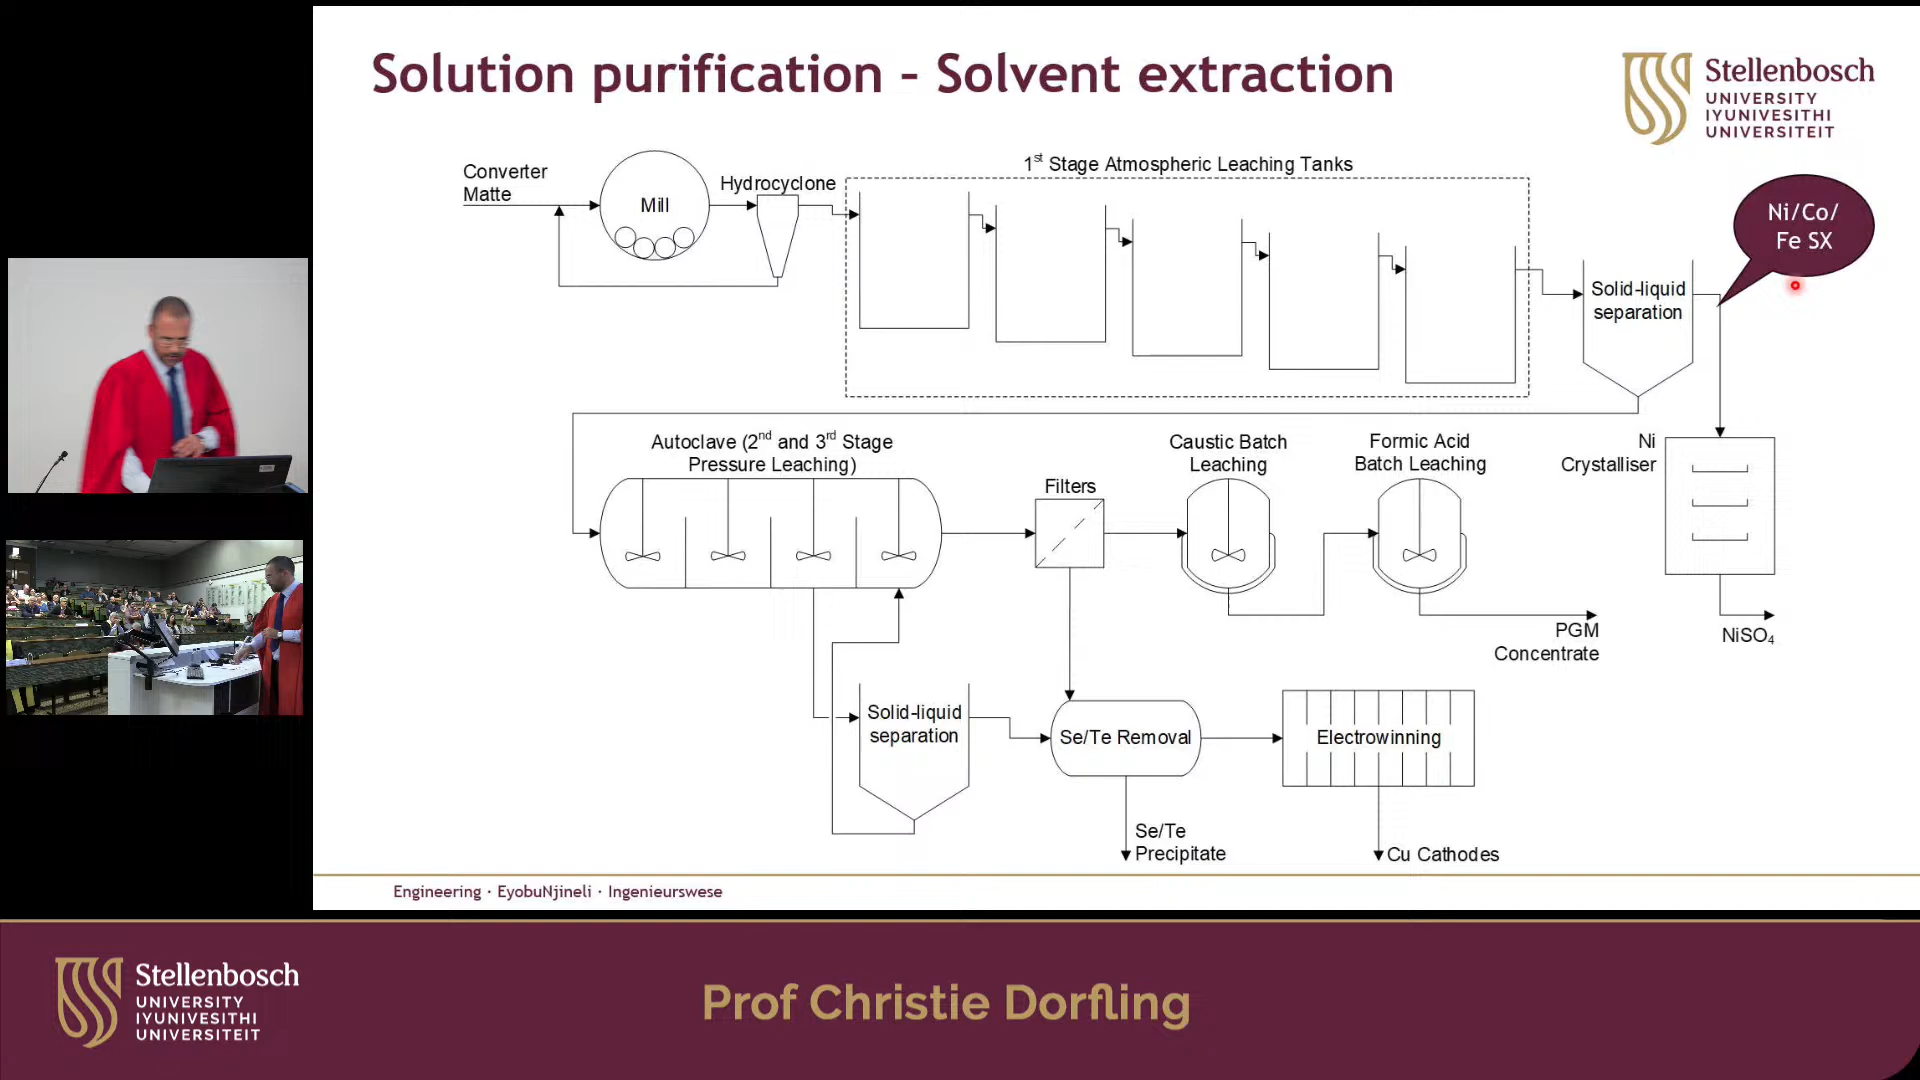 Solution purification – Solvent extraction
Stellenbosch
UNIVERSITY
IYUNIVESITHI
UNIVERSITEIT
Converter
Matte
Mill
Hydrocyclone
1st Stage Atmospheric Leaching Tanks
Ni/Co/
Fe SX
Solid-liquid
separation
Autoclave (2nd and 3rd Stage
Pressure Leaching)
Filters
Caustic Batch
Leaching
Formic Acid
Batch Leaching
Ni
Crystalliser
PGM
Concentrate
NiSO₄
Solid-liquid
separation
Se/Te Removal
Electrowinning
Se/Te
Precipitate
Cu Cathodes
Engineering · EyobuNjineli · Ingenieurswese
Stellenbosch
UNIVERSITY
IYUNIVESITHI
UNIVERSITEIT
Prof Christie Dorfling